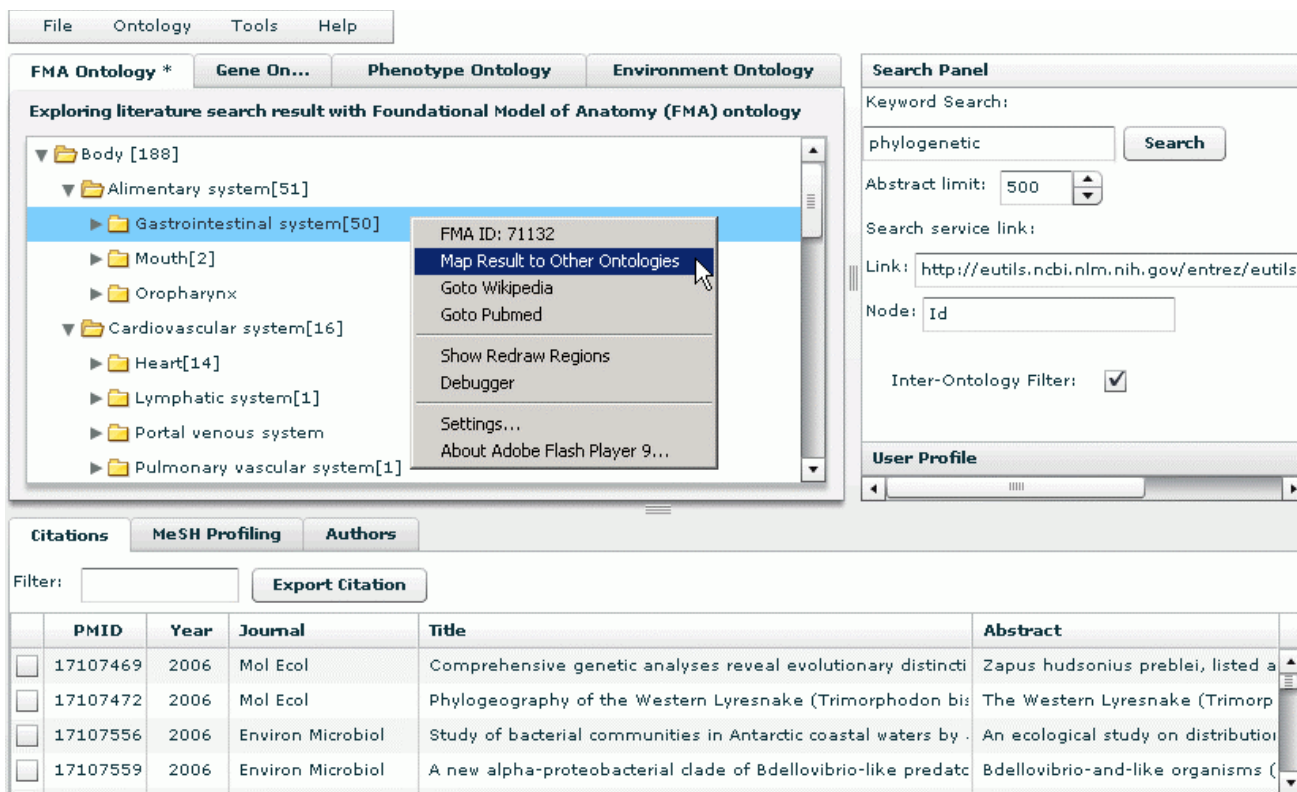 File Ontology Tools Help
FMA Ontology * Gene On... Phenotype Ontology Environment Ontology
Exploring literature search result with Foundational Model of Anatomy (FMA) ontology
Body [188]
Alimentary system[51]
Gastrointestinal system[50]
Mouth[2]
Oropharynx
Cardiovascular system[16]
Heart[14]
Lymphatic system[1]
Portal venous system
Pulmonary vascular system[1]
FMA ID: 71132
Map Result to Other Ontologies
Goto Wikipedia
Goto Pubmed
Show Redraw Regions
Debugger
Settings...
About Adobe Flash Player 9...
Search Panel
Keyword Search:
phylogenetic Search
Abstract limit: 500
Search service link:
Link: http://eutils.ncbi.nlm.nih.gov/entrez/eutils
Node: Id
Inter-Ontology Filter:
User Profile
Citations MeSH Profiling Authors
Filter: Export Citation
PMID Year Journal Title Abstract
17107469 2006 Mol Ecol Comprehensive genetic analyses reveal evolutionary distincti Zapus hudsonius preblei, listed a
17107472 2006 Mol Ecol Phylogeography of the Western Lyresnake (Trimorphodon bis The Western Lyresnake (Trimorp
17107556 2006 Environ Microbiol Study of bacterial communities in Antarctic coastal waters by An ecological study on distribution
17107559 2006 Environ Microbiol A new alpha-proteobacterial clade of Bdellovibrio-like predato Bdellovibrio-and-like organisms (